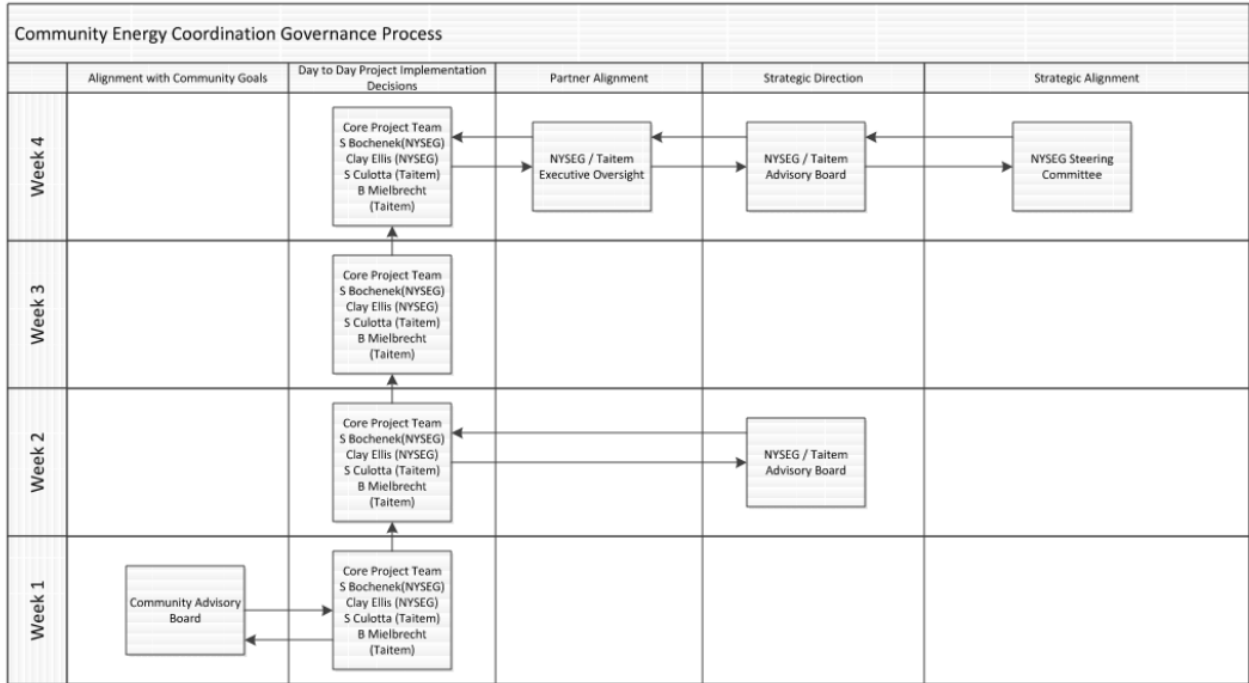 Community Energy Coordination Governance Process
Alignment with Community Goals
Day to Day Project Implementation
Decisions
Partner Alignment
Strategic Direction
Strategic Alignment
Week 4
Core Project Team
S Bochenek(NYSEG)
Clay Ellis (NYSEG)
S Culotta (Taitem)
B Mielbrecht
(Taitem)
NYSEG / Taitem
Executive Oversight
NYSEG / Taitem
Advisory Board
NYSEG Steering
Committee
Week 3
Core Project Team
S Bochenek(NYSEG)
Clay Ellis (NYSEG)
S Culotta (Taitem)
B Mielbrecht
(Taitem)
Week 2
Core Project Team
S Bochenek(NYSEG)
Clay Ellis (NYSEG)
S Culotta (Taitem)
B Mielbrecht
(Taitem)
NYSEG / Taitem
Advisory Board
Week 1
Community Advisory
Board
Core Project Team
S Bochenek(NYSEG)
Clay Ellis (NYSEG)
S Culotta (Taitem)
B Mielbrecht
(Taitem)